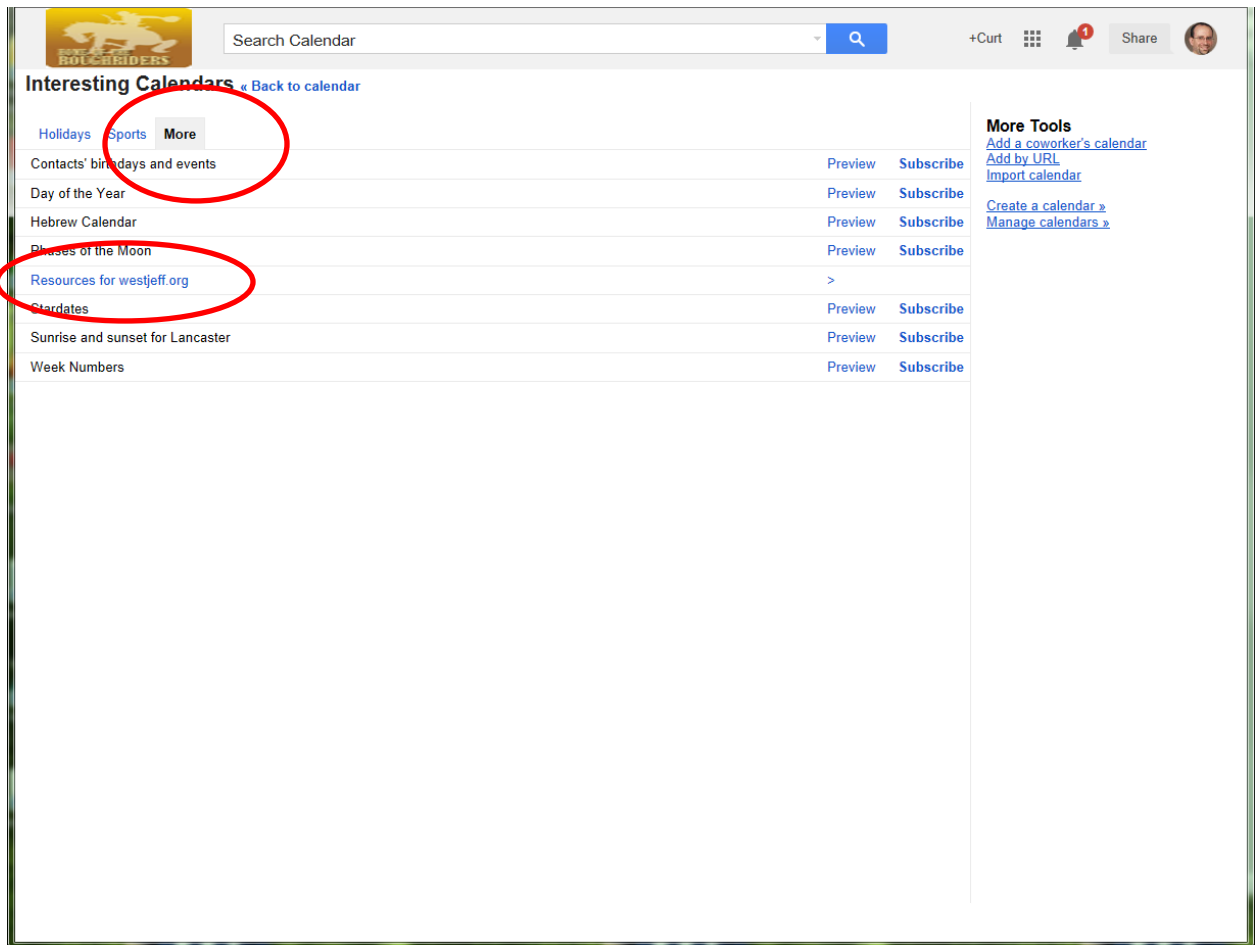 HOME OF THE
ROUGHRIDERS
Search Calendar
+Curt
1
Share
Interesting Calendars « Back to calendar
Holidays Sports More
Contacts' birthdays and events Preview Subscribe
Day of the Year Preview Subscribe
Hebrew Calendar Preview Subscribe
Phases of the Moon Preview Subscribe
Resources for westjeff.org >
Stardates Preview Subscribe
Sunrise and sunset for Lancaster Preview Subscribe
Week Numbers Preview Subscribe
More Tools
Add a coworker's calendar
Add by URL
Import calendar
Create a calendar »
Manage calendars »